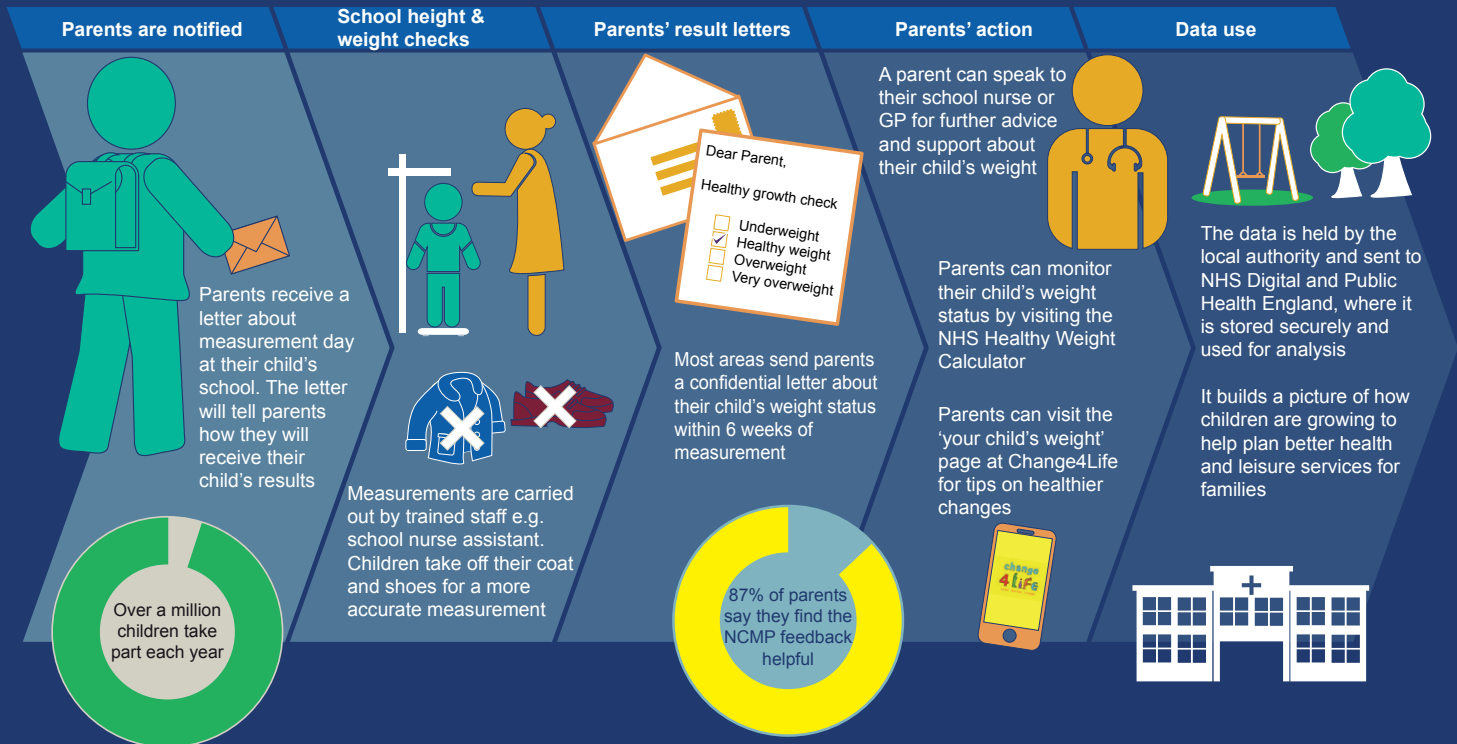 Parents are notified
School height &
weight checks
Parents' result letters
Parents' action
Data use
Parents receive a
letter about
measurement day
at their child's
school. The letter
will tell parents
how they will
receive their
child's results
Over a million
children take
part each year
Measurements are carried
out by trained staff e.g.
school nurse assistant.
Children take off their coat
and shoes for a more
accurate measurement
Dear Parent,
Healthy growth check
Underweight
Healthy weight
Overweight
Very overweight
Most areas send parents
a confidential letter about
their child's weight status
within 6 weeks of
measurement
87% of parents
say they find the
NCMP feedback
helpful
A parent can speak to
their school nurse or
GP for further advice
and support about
their child's weight
Parents can monitor
their child's weight
status by visiting the
NHS Healthy Weight
Calculator
Parents can visit the
'your child's weight'
page at Change4Life
for tips on healthier
changes
change
4 LiFe
The data is held by the
local authority and sent to
NHS Digital and Public
Health England, where it
is stored securely and
used for analysis
It builds a picture of how
children are growing to
help plan better health
and leisure services for
families